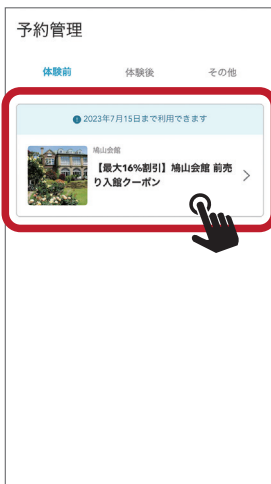 予約管理
体験前 体験後 その他
2023年7月15日まで利用できます
鳩山会館
【最大16%割引】鳩山会館 前売
り入館クーポン